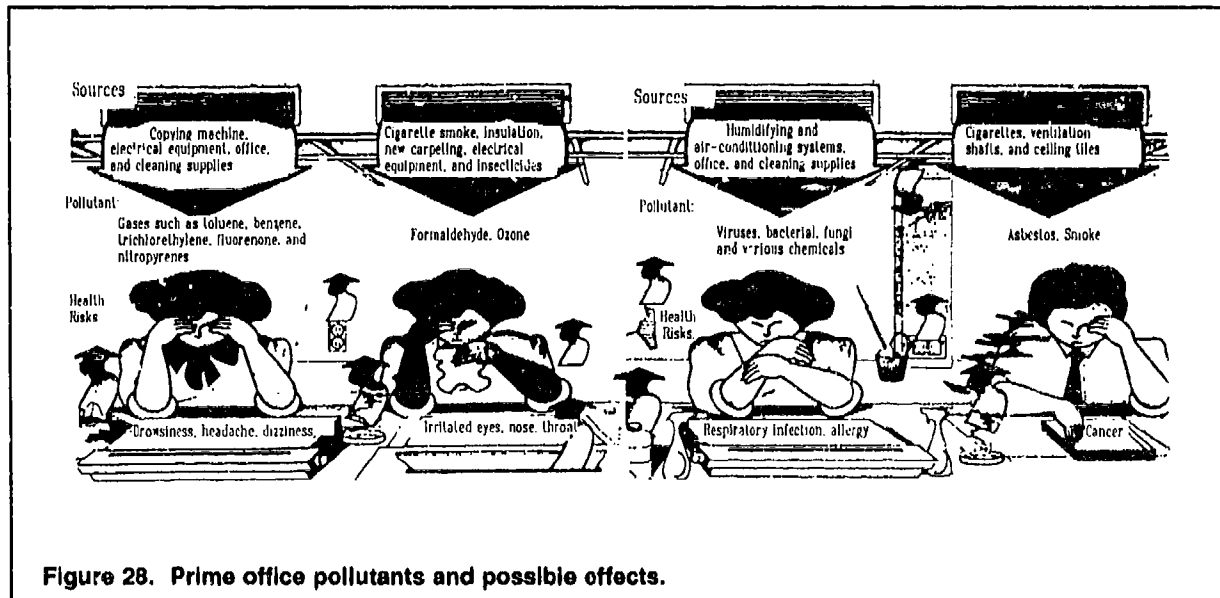 Sources
Copying machine,
electrical equipment, office,
and cleaning supplies
Cigarette smoke, insulation,
new carpeting, electrical
equipment, and insecticides
Sources
Humidifying and
air-conditioning systems,
office, and cleaning supplies
Cigarettes, ventilation
shafts, and ceiling tiles
Pollutant:
Gases such as toluene, benzene,
trichlorethylene, fluorenone, and
nitropyrenes
Formaldehyde, Ozone
Pollutant:
Viruses, bacterial, fungi
and various chemicals
Asbestos, Smoke
Health
Risks
Drowsiness, headache, dizziness
Irritated eyes, nose, throat
Health
Risks
Respiratory infection, allergy
Cancer
Figure 28. Prime office pollutants and possible effects.